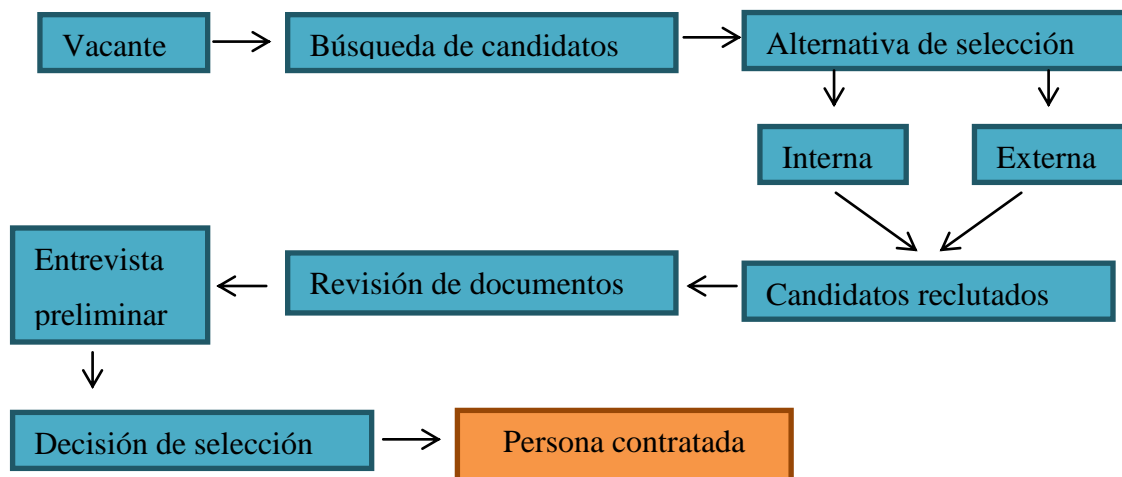 Vacante
Búsqueda de candidatos
Alternativa de selección
Interna
Externa
Candidatos reclutados
Revisión de documentos
Entrevista
preliminar
Decisión de selección
Persona contratada